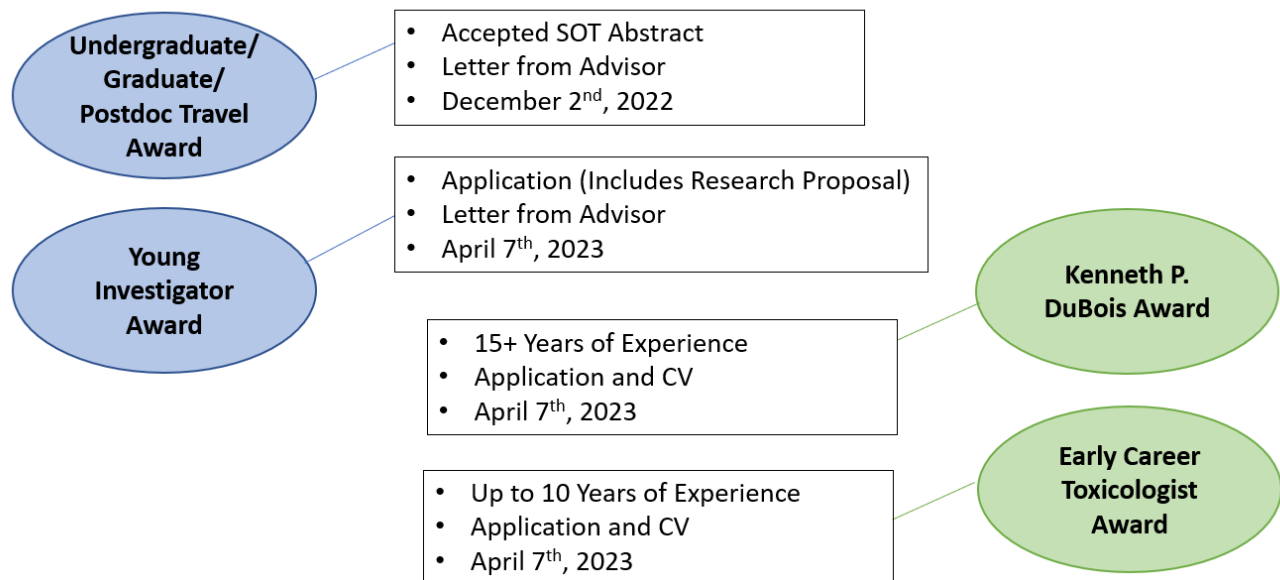 Undergraduate/
Graduate/
Postdoc Travel
Award
• Accepted SOT Abstract
• Letter from Advisor
• December 2nd, 2022
Young
Investigator
Award
• Application (Includes Research Proposal)
• Letter from Advisor
• April 7th, 2023
Kenneth P.
DuBois Award
• 15+ Years of Experience
• Application and CV
• April 7th, 2023
Early Career
Toxicologist
Award
• Up to 10 Years of Experience
• Application and CV
• April 7th, 2023